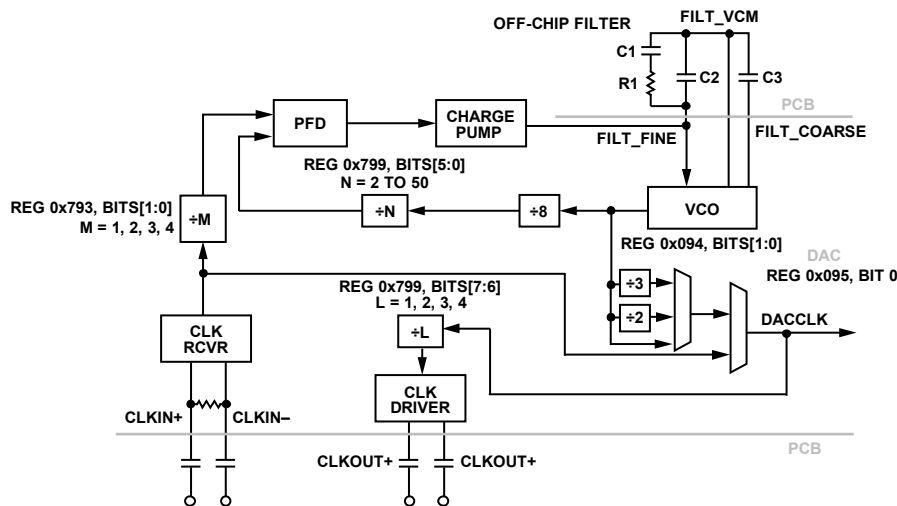 OFF-CHIP FILTER
FILT_VCM
C1
R1
C2
C3
PCB
PFD
CHARGE
PUMP
FILT_FINE
FILT_COARSE
REG 0x799, BITS[5:0]
N = 2 TO 50
REG 0x793, BITS[1:0]
M = 1, 2, 3, 4
÷M
÷N
÷8
VCO
REG 0x094, BITS[1:0]
DAC
REG 0x095, BIT 0
REG 0x799, BITS[7:6]
L = 1, 2, 3, 4
÷3
÷2
DACCLK
CLK
RCVR
÷L
CLK
DRIVER
CLKIN+
CLKIN–
PCB
CLKOUT+
CLKOUT+